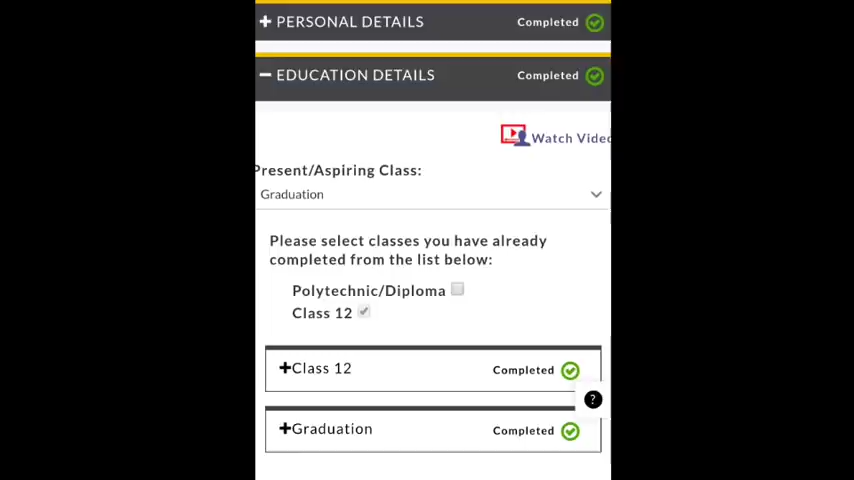 + PERSONAL DETAILS Completed
− EDUCATION DETAILS Completed
Watch Video
Present/Aspiring Class:
Graduation
Please select classes you have already
completed from the list below:
Polytechnic/Diploma
Class 12
+Class 12 Completed
?
+Graduation Completed